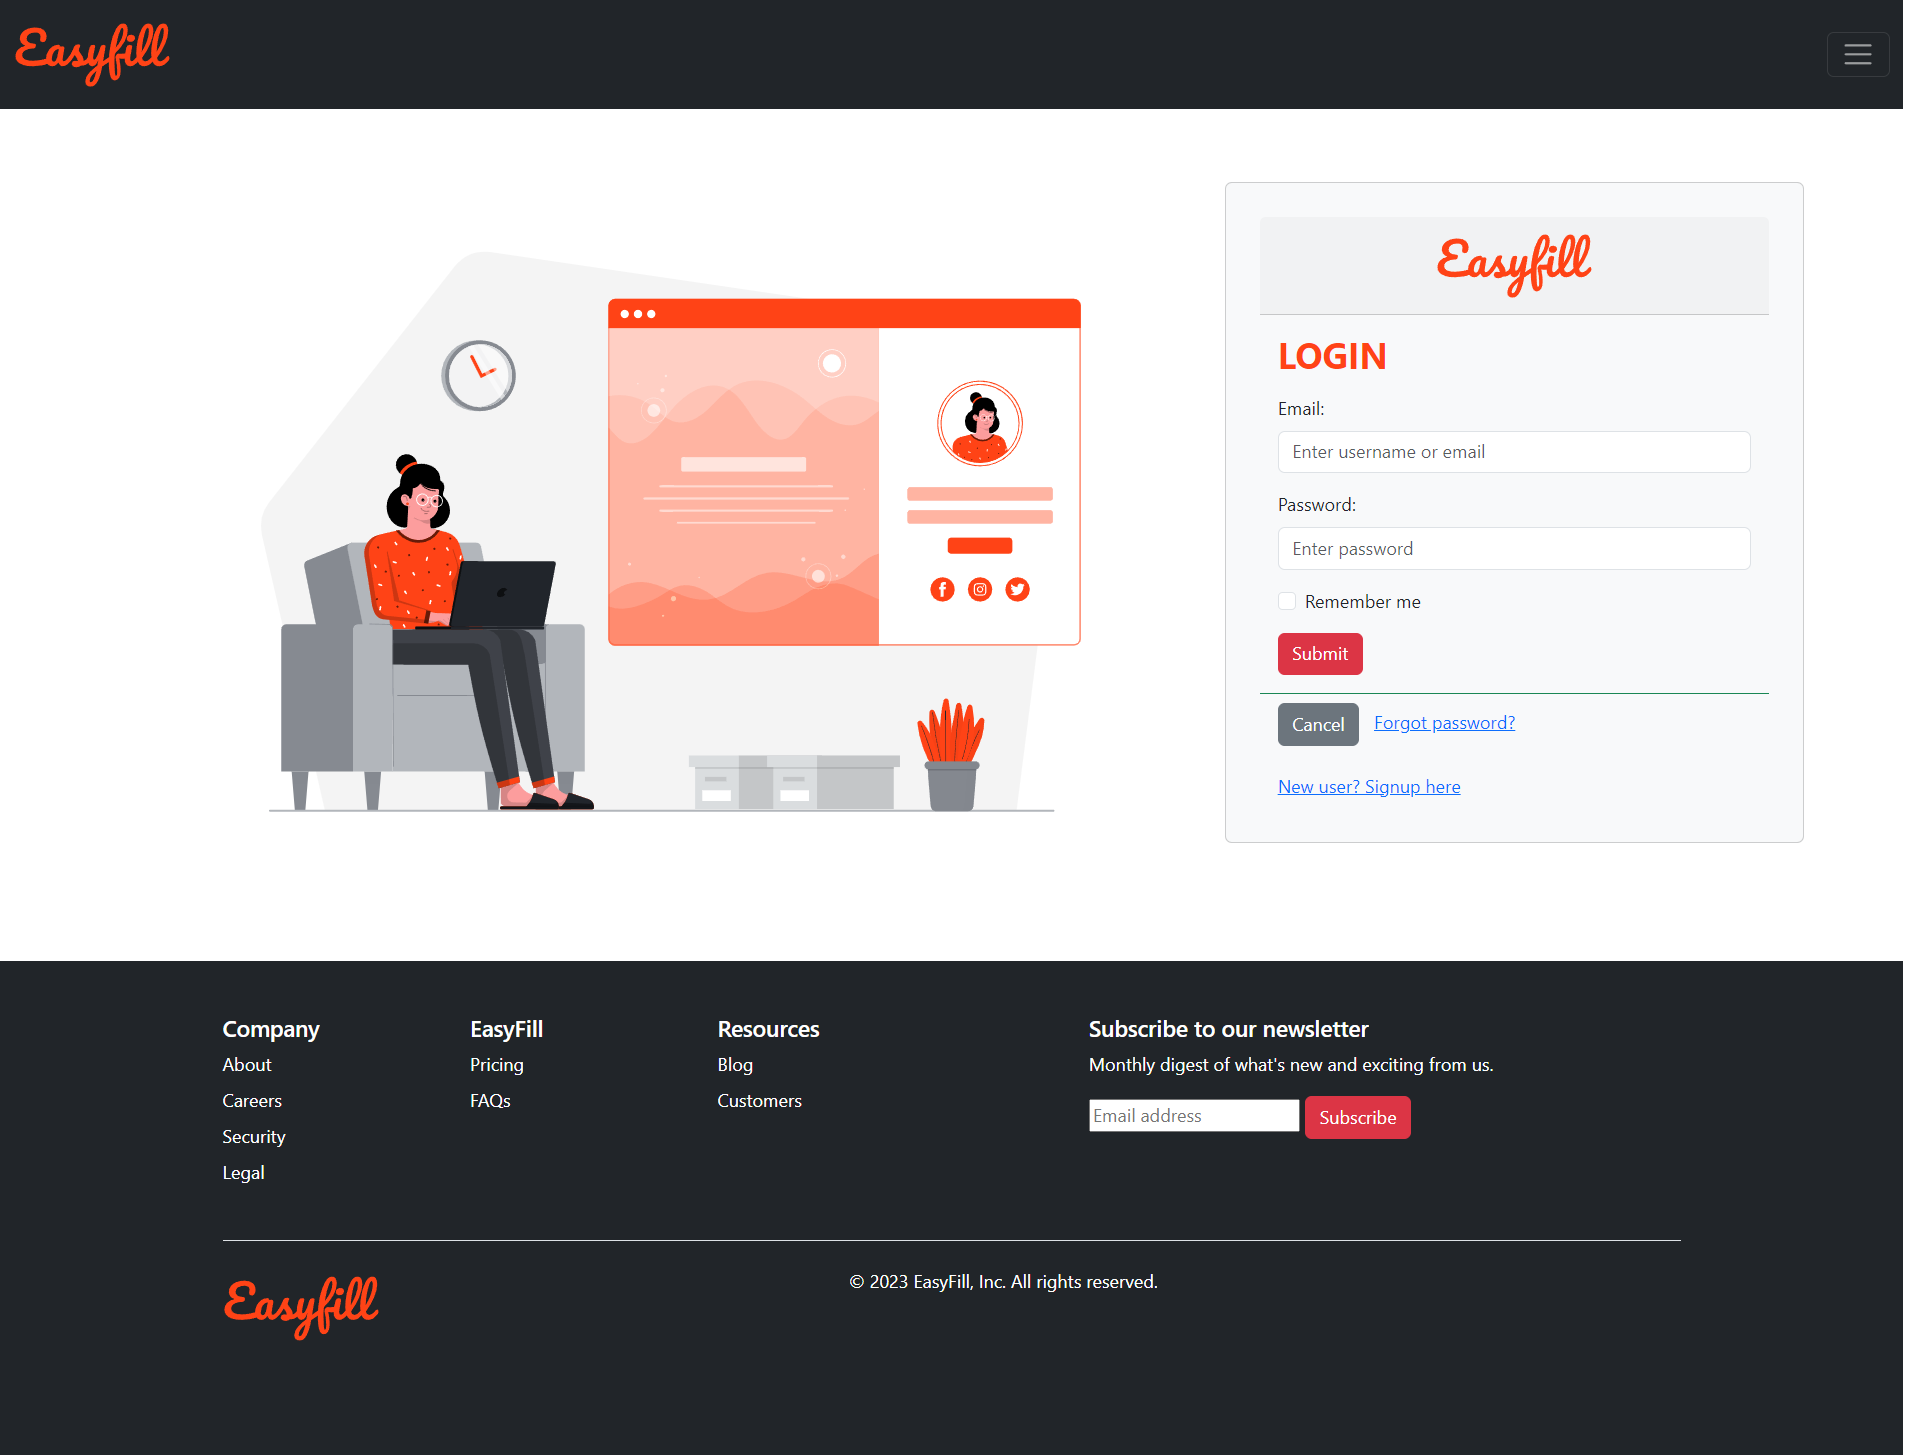 Easyfill
Easyfill
LOGIN
Email:
Enter username or email
Password:
Enter password
Remember me
Submit
Cancel
Forgot password?
New user? Signup here
Company
About
Careers
Security
Legal
EasyFill
Pricing
FAQs
Resources
Blog
Customers
Subscribe to our newsletter
Monthly digest of what's new and exciting from us.
Email address
Subscribe
Easyfill
© 2023 EasyFill, Inc. All rights reserved.